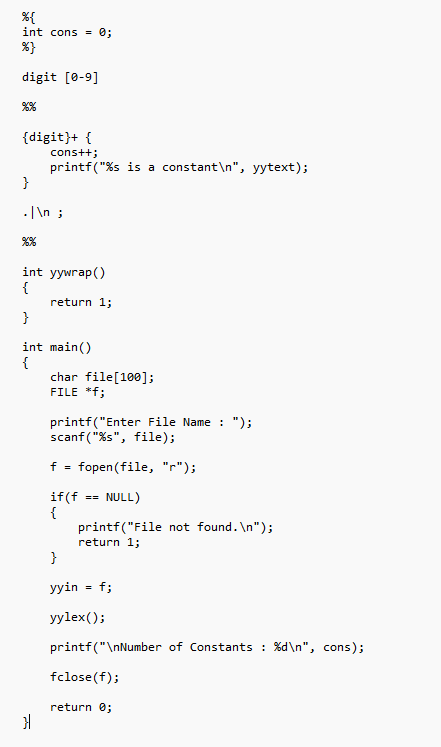 %{
int cons = 0;
%}
digit [0-9]
%%
{digit}+ {
cons++;
printf("%s is a constant\n", yytext);
}
.|\n ;
%%
int yywrap()
{
return 1;
}
int main()
{
char file[100];
FILE *f;
printf("Enter File Name : ");
scanf("%s", file);
f = fopen(file, "r");
if(f == NULL)
{
printf("File not found.\n");
return 1;
}
yyin = f;
yylex();
printf("\nNumber of Constants : %d\n", cons);
fclose(f);
return 0;
}